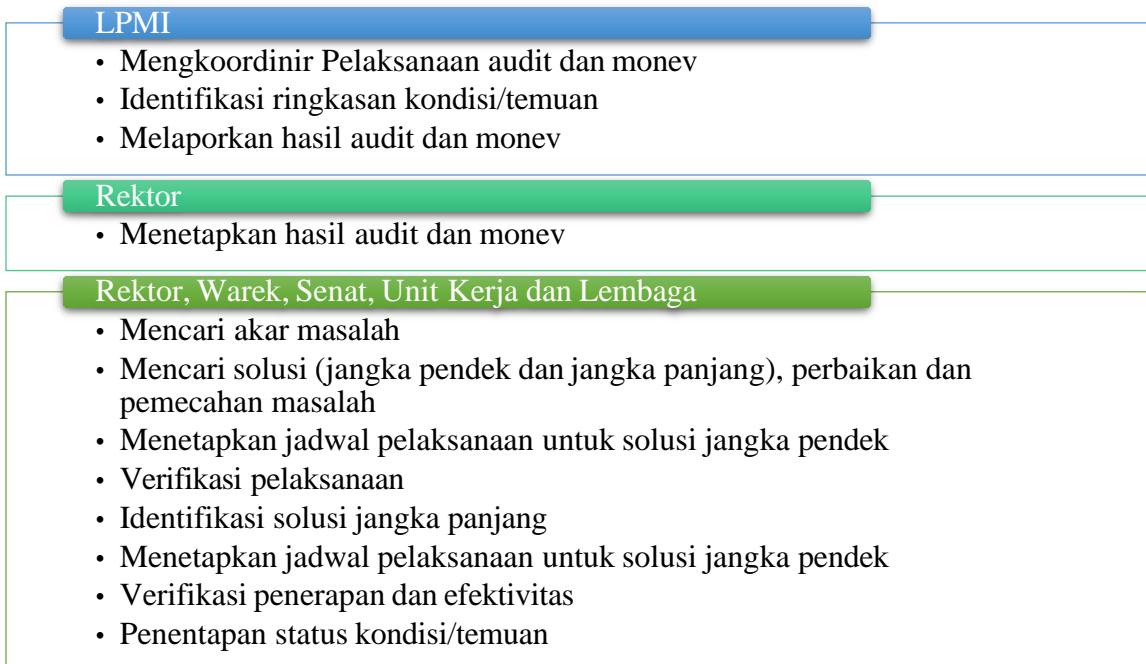 LPMI
• Mengkoordinir Pelaksanaan audit dan monev
• Identifikasi ringkasan kondisi/temuan
• Melaporkan hasil audit dan monev
Rektor
• Menetapkan hasil audit dan monev
Rektor, Warek, Senat, Unit Kerja dan Lembaga
• Mencari akar masalah
• Mencari solusi (jangka pendek dan jangka panjang), perbaikan dan
pemecahan masalah
• Menetapkan jadwal pelaksanaan untuk solusi jangka pendek
• Verifikasi pelaksanaan
• Identifikasi solusi jangka panjang
• Menetapkan jadwal pelaksanaan untuk solusi jangka pendek
• Verifikasi penerapan dan efektivitas
• Penentapan status kondisi/temuan